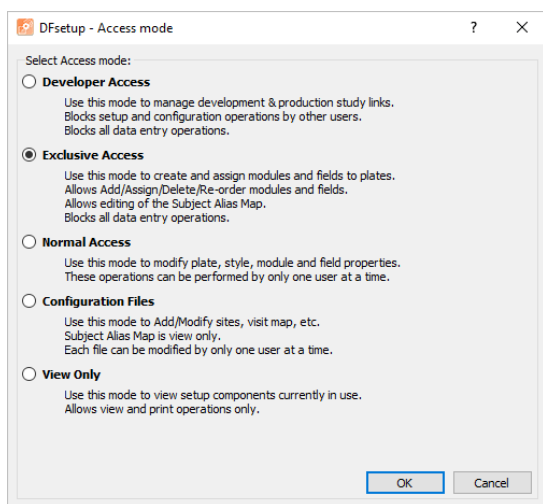 DFsetup - Access mode
?
Select Access mode:
Developer Access
Use this mode to manage development & production study links.
Blocks setup and configuration operations by other users.
Blocks all data entry operations.
Exclusive Access
Use this mode to create and assign modules and fields to plates.
Allows Add/Assign/Delete/Re-order modules and fields.
Allows editing of the Subject Alias Map.
Blocks all data entry operations.
Normal Access
Use this mode to modify plate, style, module and field properties.
These operations can be performed by only one user at a time.
Configuration Files
Use this mode to Add/Modify sites, visit map, etc.
Subject Alias Map is view only.
Each file can be modified by only one user at a time.
View Only
Use this mode to view setup components currently in use.
Allows view and print operations only.
OK Cancel